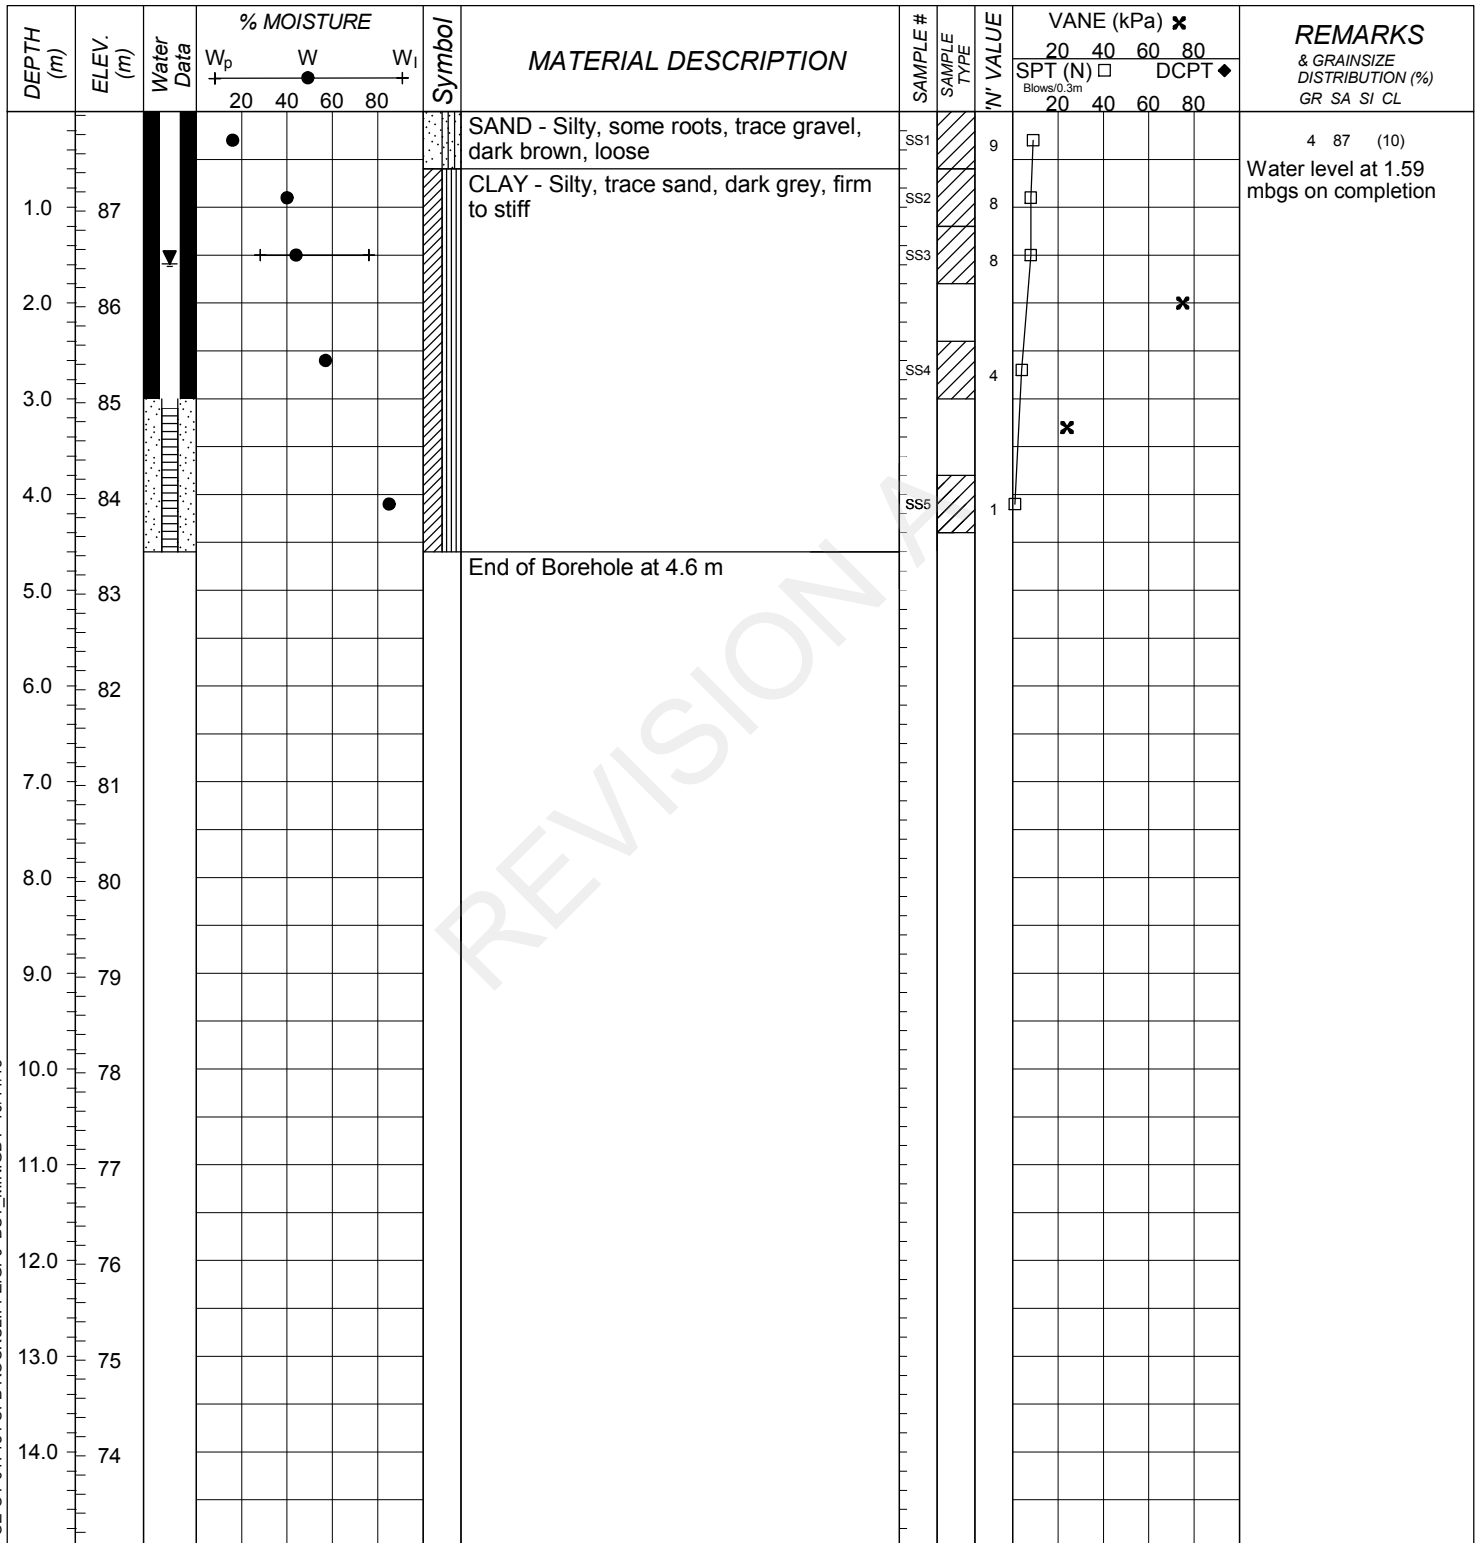 DEPTH (m)
ELEV. (m)
Water Data
% MOISTURE
Wp W Wl
20 40 60 80
Symbol
MATERIAL DESCRIPTION
SAMPLE #
SAMPLE TYPE
'N' VALUE
VANE (kPa) ✖
20 40 60 80
SPT (N) □ DCPT ◆
Blows/0.3m
20 40 60 80
REMARKS
& GRAINSIZE
DISTRIBUTION (%)
GR SA SI CL
SAND - Silty, some roots, trace gravel,
dark brown, loose
SS1 9
4 87 (10)
Water level at 1.59
mbgs on completion
CLAY - Silty, trace sand, dark grey, firm
to stiff
1.0 87
SS2 8
SS3 8
2.0 86
SS4 4
3.0 85
4.0 84
SS5 1
End of Borehole at 4.6 m
5.0 83
6.0 82
7.0 81
8.0 80
9.0 79
10.0 78
11.0 77
12.0 76
13.0 75
14.0 74
REVISION A